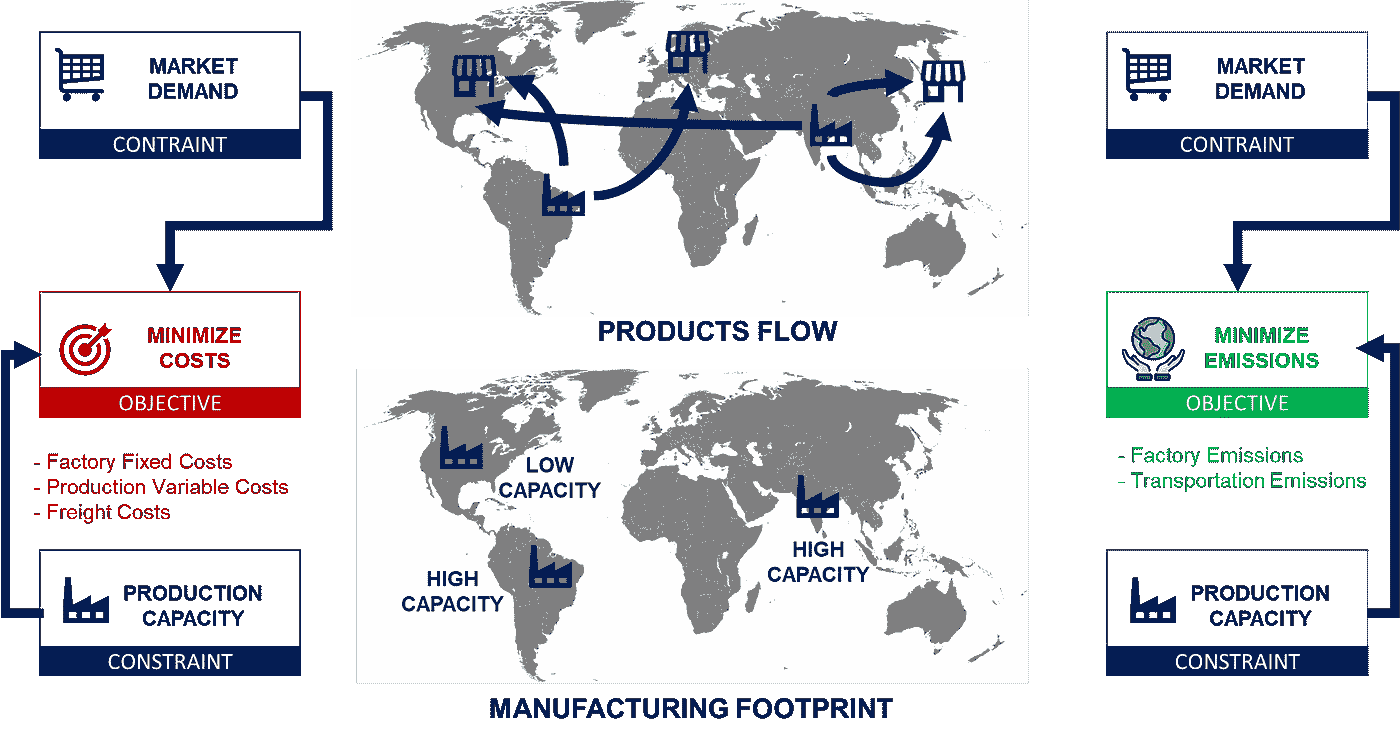 MARKET
DEMAND
CONTRAINT
MINIMIZE
COSTS
OBJECTIVE
- Factory Fixed Costs
- Production Variable Costs
- Freight Costs
PRODUCTION
CAPACITY
CONSTRAINT
PRODUCTS FLOW
LOW
CAPACITY
HIGH
CAPACITY
HIGH
CAPACITY
MANUFACTURING FOOTPRINT
MARKET
DEMAND
CONTRAINT
MINIMIZE
EMISSIONS
OBJECTIVE
- Factory Emissions
- Transportation Emissions
PRODUCTION
CAPACITY
CONSTRAINT